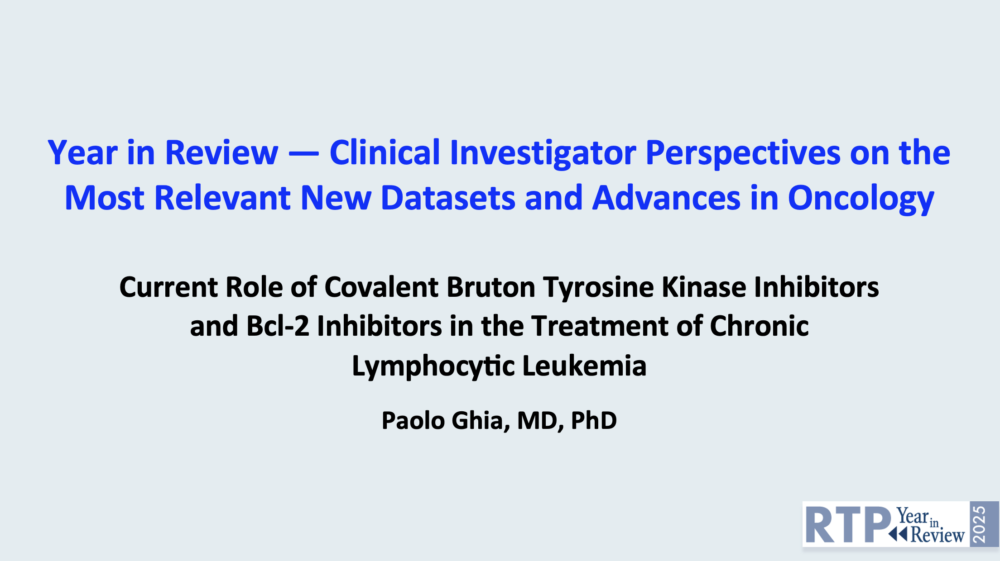 Year in Review — Clinical Investigator Perspectives on the
Most Relevant New Datasets and Advances in Oncology
Current Role of Covalent Bruton Tyrosine Kinase Inhibitors
and Bcl-2 Inhibitors in the Treatment of Chronic
Lymphocytic Leukemia
Paolo Ghia, MD, PhD
RTP Year in Review 2025